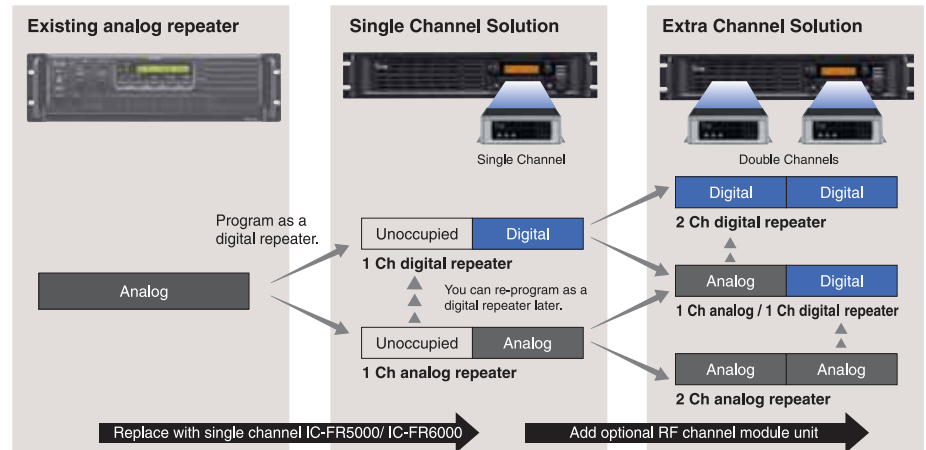 Existing analog repeater
Single Channel Solution
Extra Channel Solution
Single Channel
Double Channels
Program as a
digital repeater.
Analog
Unoccupied
Digital
1 Ch digital repeater
You can re-program as a
digital repeater later.
Unoccupied
Analog
1 Ch analog repeater
Digital
Digital
2 Ch digital repeater
Analog
Digital
1 Ch analog / 1 Ch digital repeater
Analog
Analog
2 Ch analog repeater
Replace with single channel IC-FR5000/ IC-FR6000
Add optional RF channel module unit